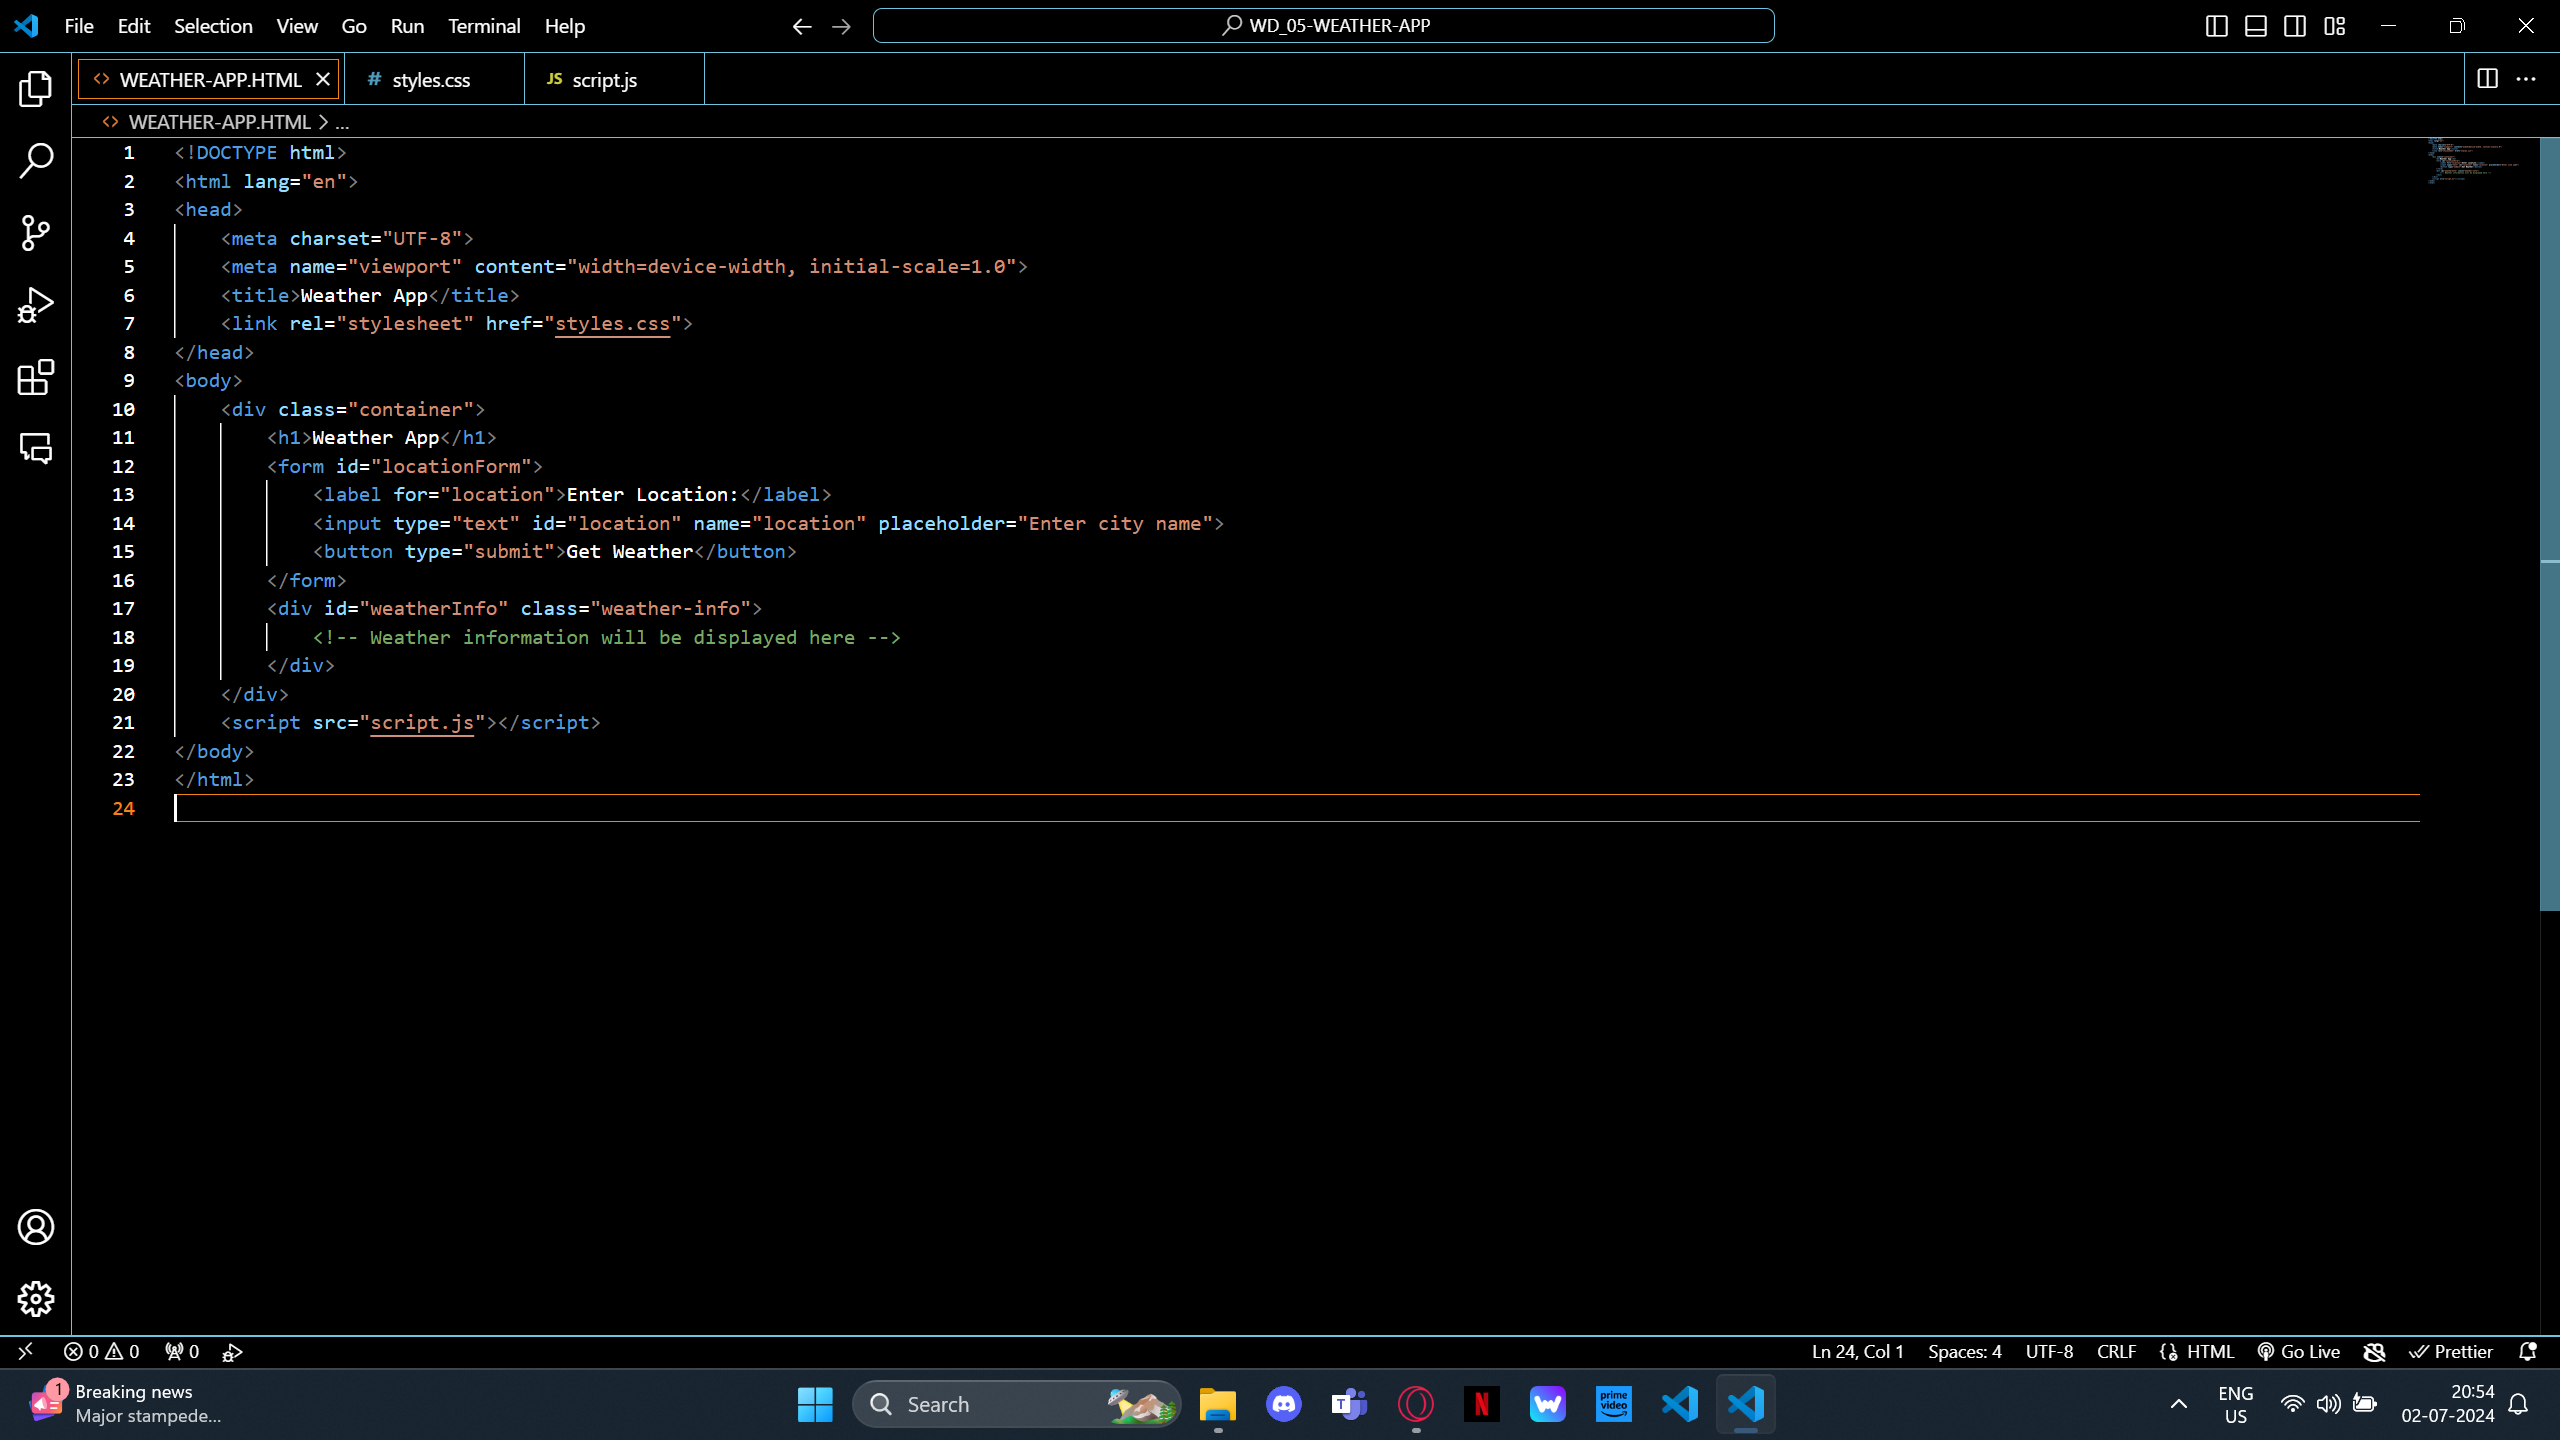 File Edit Selection View Go Run Terminal Help
WD_05-WEATHER-APP
<> WEATHER-APP.HTML
# styles.css
JS script.js
<> WEATHER-APP.HTML > ...
1 <!DOCTYPE html>
2 <html lang="en">
3 <head>
4     <meta charset="UTF-8">
5     <meta name="viewport" content="width=device-width, initial-scale=1.0">
6     <title>Weather App</title>
7     <link rel="stylesheet" href="styles.css">
8 </head>
9 <body>
10     <div class="container">
11         <h1>Weather App</h1>
12         <form id="locationForm">
13             <label for="location">Enter Location:</label>
14             <input type="text" id="location" name="location" placeholder="Enter city name">
15             <button type="submit">Get Weather</button>
16         </form>
17         <div id="weatherInfo" class="weather-info">
18             <!-- Weather information will be displayed here -->
19         </div>
20     </div>
21     <script src="script.js"></script>
22 </body>
23 </html>
24
0 0 0
Ln 24, Col 1 Spaces: 4 UTF-8 CRLF HTML Go Live Prettier
1
Breaking news
Major stampede...
Search
T
N
prime video
ENG
US
20:54
02-07-2024